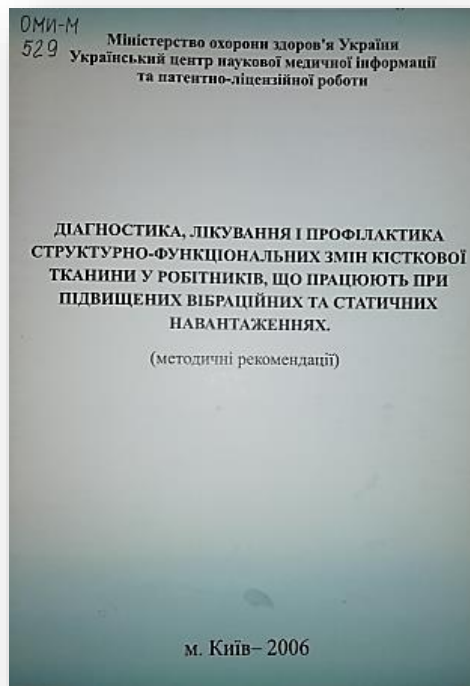 ОМИ-М
529
Міністерство охорони здоров'я України
Український центр наукової медичної інформації
та патентно-ліцензійної роботи
ДІАГНОСТИКА, ЛІКУВАННЯ І ПРОФІЛАКТИКА
СТРУКТУРНО-ФУНКЦІОНАЛЬНИХ ЗМІН КІСТКОВОЇ
ТКАНИНИ У РОБІТНИКІВ, ЩО ПРАЦЮЮТЬ ПРИ
ПІДВИЩЕНИХ ВІБРАЦІЙНИХ ТА СТАТИЧНИХ
НАВАНТАЖЕННЯХ.
(методичні рекомендації)
м. Київ– 2006